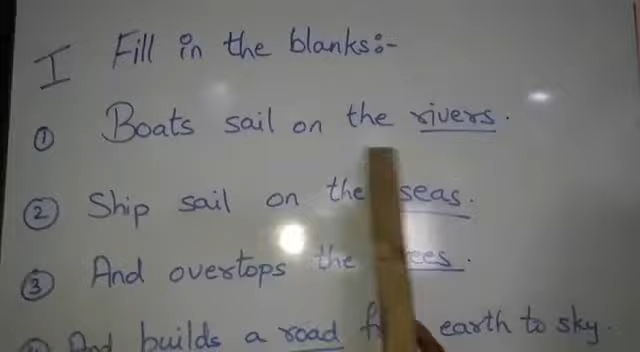 I Fill in the blanks:-
① Boats sail on the rivers.
② Ship sail on the seas.
③ And overtops the
And builds a road earth to sky.